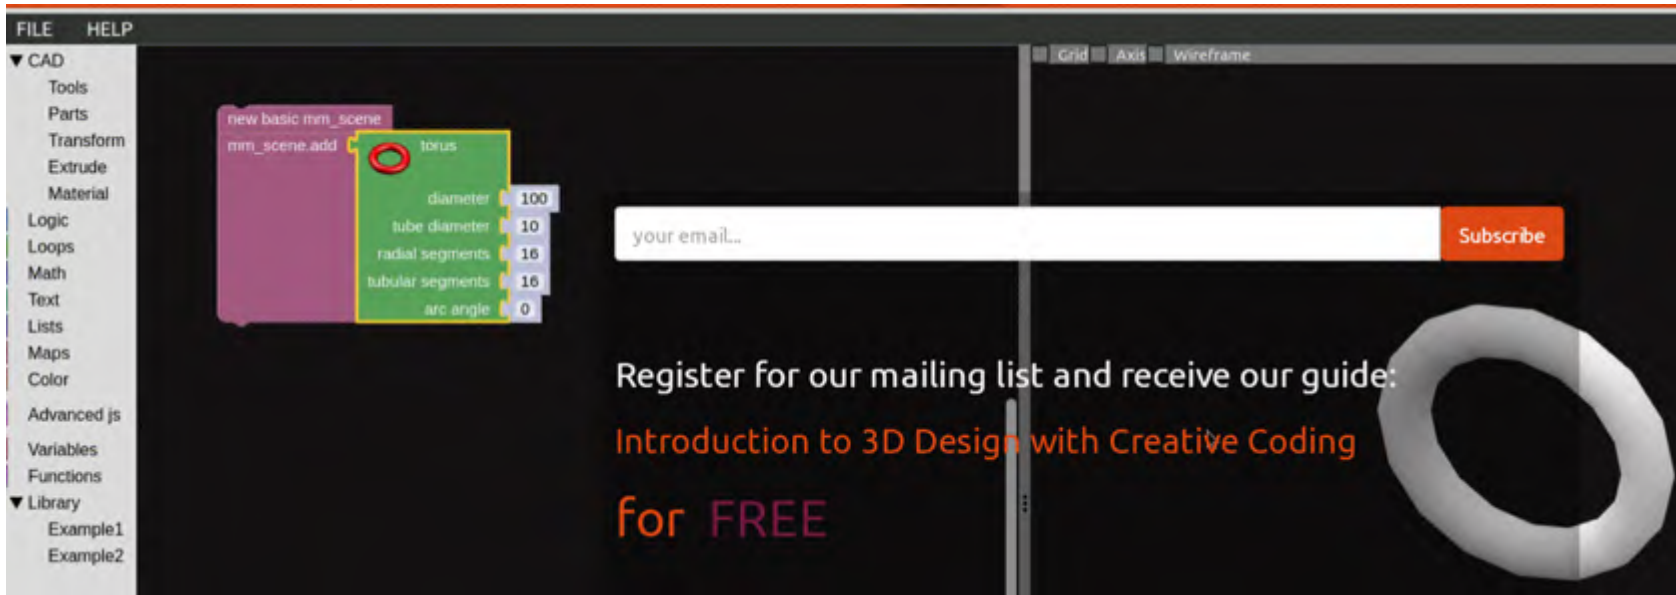 FILE HELP
▼ CAD
Tools
Parts
Transform
Extrude
Material
Logic
Loops
Math
Text
Lists
Maps
Color
Advanced js
Variables
Functions
▼ Library
Example1
Example2
new basic mm_scene
mm_scene.add torus
diameter 100
tube diameter 10
radial segments 16
tubular segments 16
arc angle 0
Grid Axis Wireframe
your email... Subscribe
Register for our mailing list and receive our guide:
Introduction to 3D Design with Creative Coding
for FREE